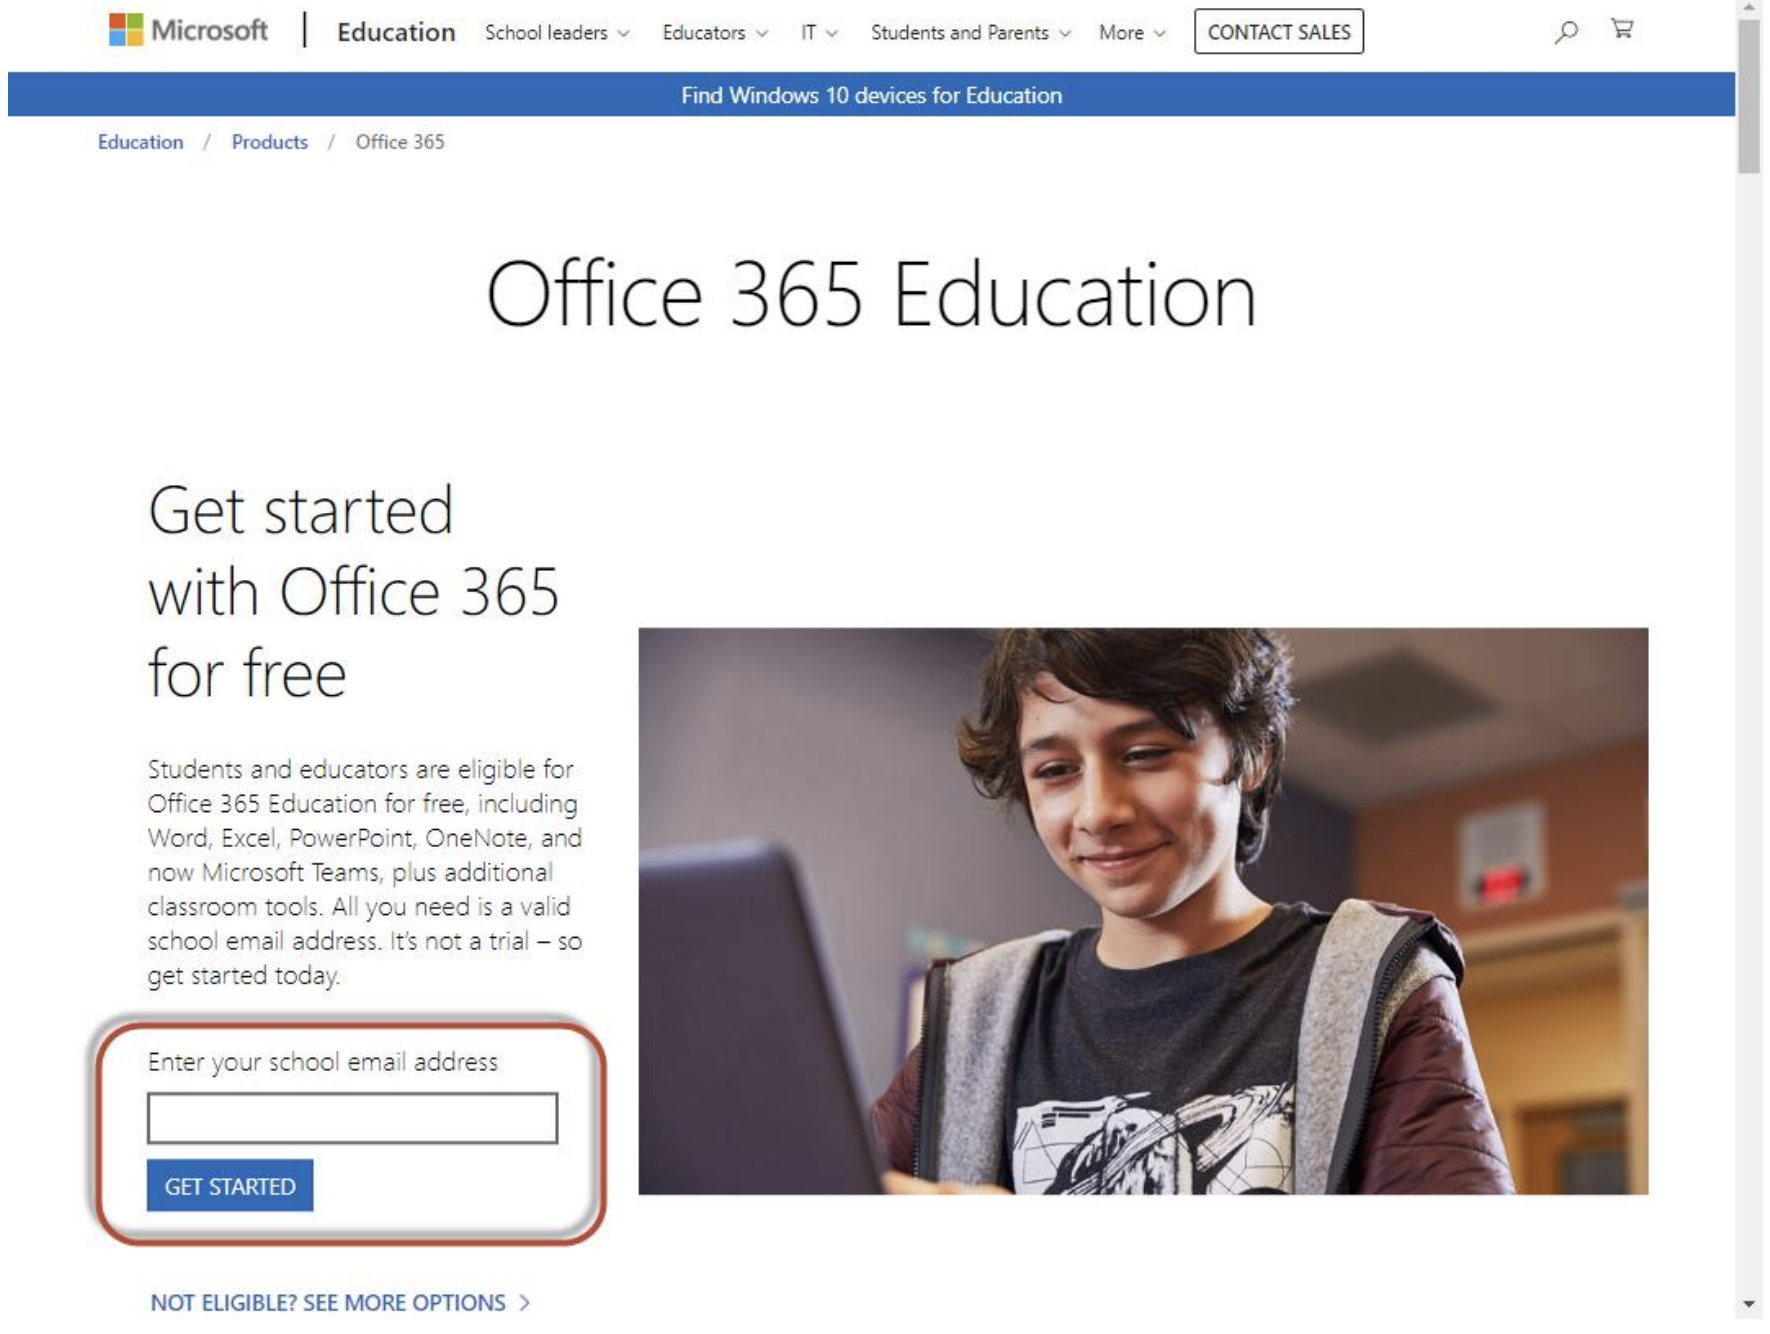 Microsoft | Education School leaders Educators IT Students and Parents More CONTACT SALES
Find Windows 10 devices for Education
Education / Products / Office 365
Office 365 Education
Get started
with Office 365
for free
Students and educators are eligible for
Office 365 Education for free, including
Word, Excel, PowerPoint, OneNote, and
now Microsoft Teams, plus additional
classroom tools. All you need is a valid
school email address. It's not a trial – so
get started today.
Enter your school email address
GET STARTED
NOT ELIGIBLE? SEE MORE OPTIONS >